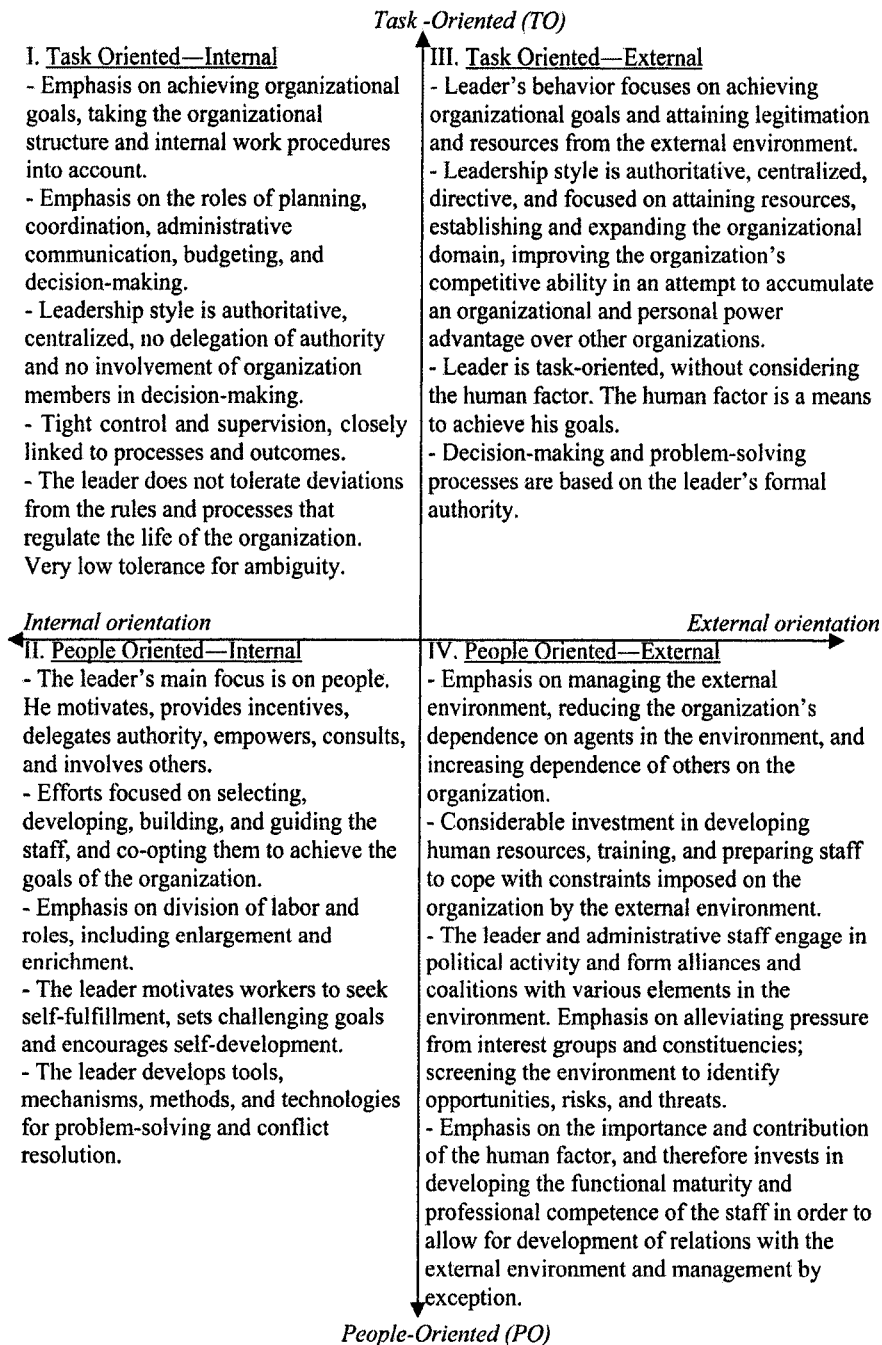 Task -Oriented (TO)
I. Task Oriented—Internal
- Emphasis on achieving organizational
goals, taking the organizational
structure and internal work procedures
into account.
- Emphasis on the roles of planning,
coordination, administrative
communication, budgeting, and
decision-making.
- Leadership style is authoritative,
centralized, no delegation of authority
and no involvement of organization
members in decision-making.
- Tight control and supervision, closely
linked to processes and outcomes.
- The leader does not tolerate deviations
from the rules and processes that
regulate the life of the organization.
Very low tolerance for ambiguity.
III. Task Oriented—External
- Leader's behavior focuses on achieving
organizational goals and attaining legitimation
and resources from the external environment.
- Leadership style is authoritative, centralized,
directive, and focused on attaining resources,
establishing and expanding the organizational
domain, improving the organization's
competitive ability in an attempt to accumulate
an organizational and personal power
advantage over other organizations.
- Leader is task-oriented, without considering
the human factor. The human factor is a means
to achieve his goals.
- Decision-making and problem-solving
processes are based on the leader's formal
authority.
Internal orientation
External orientation
II. People Oriented—Internal
- The leader's main focus is on people.
He motivates, provides incentives,
delegates authority, empowers, consults,
and involves others.
- Efforts focused on selecting,
developing, building, and guiding the
staff, and co-opting them to achieve the
goals of the organization.
- Emphasis on division of labor and
roles, including enlargement and
enrichment.
- The leader motivates workers to seek
self-fulfillment, sets challenging goals
and encourages self-development.
- The leader develops tools,
mechanisms, methods, and technologies
for problem-solving and conflict
resolution.
IV. People Oriented—External
- Emphasis on managing the external
environment, reducing the organization's
dependence on agents in the environment, and
increasing dependence of others on the
organization.
- Considerable investment in developing
human resources, training, and preparing staff
to cope with constraints imposed on the
organization by the external environment.
- The leader and administrative staff engage in
political activity and form alliances and
coalitions with various elements in the
environment. Emphasis on alleviating pressure
from interest groups and constituencies;
screening the environment to identify
opportunities, risks, and threats.
- Emphasis on the importance and contribution
of the human factor, and therefore invests in
developing the functional maturity and
professional competence of the staff in order to
allow for development of relations with the
external environment and management by
exception.
People-Oriented (PO)